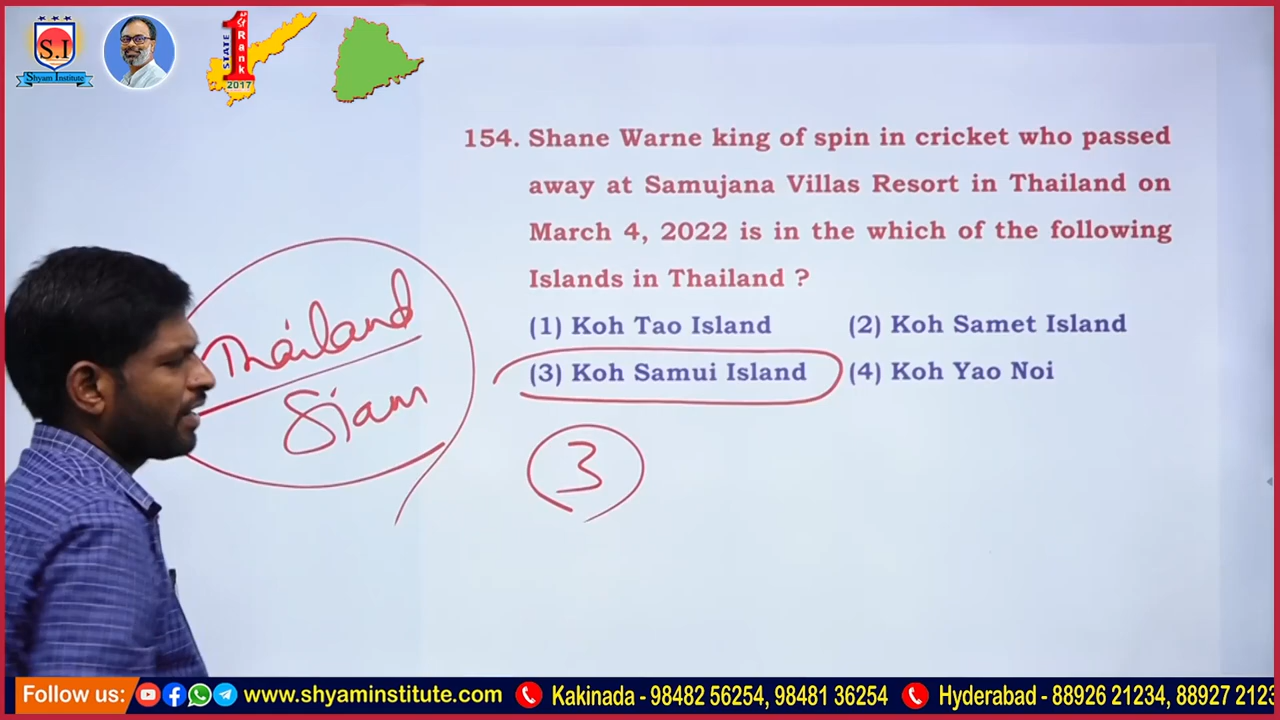 S.I
Shyam Institute
STATE
1
st
Rank
2017
154. Shane Warne king of spin in cricket who passed
away at Samujana Villas Resort in Thailand on
March 4, 2022 is in the which of the following
Islands in Thailand ?
(1) Koh Tao Island (2) Koh Samet Island
(3) Koh Samui Island (4) Koh Yao Noi
Thailand
Siam
3
Follow us: www.shyaminstitute.com Kakinada - 98482 56254, 98481 36254 Hyderabad - 88926 21234, 88927 2123